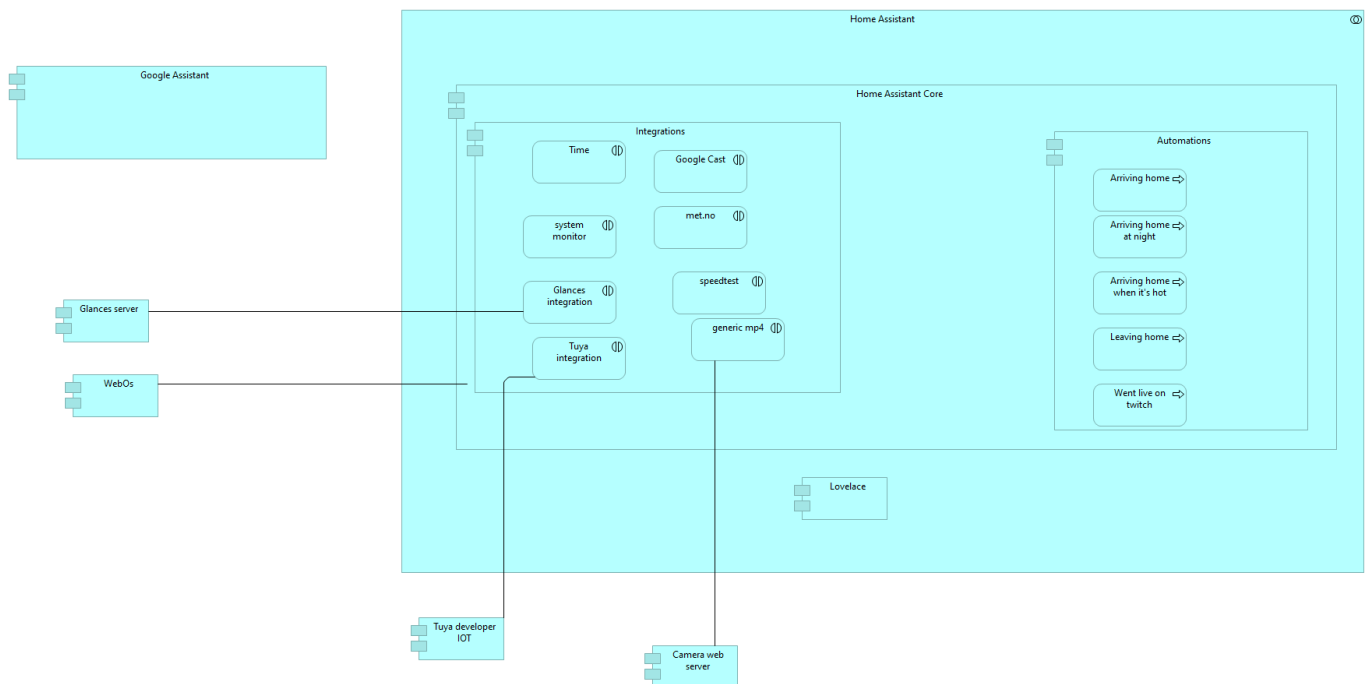 Home Assistant
Google Assistant
Home Assistant Core
Integrations
Automations
Time
Google Cast
Arriving home
met.no
system
monitor
Arriving home
at night
speedtest
Arriving home
when it's hot
Glances
integration
Glances server
generic mp4
Leaving home
Tuya
integration
WebOs
Went live on
twitch
Lovelace
Tuya developer
IOT
Camera web
server